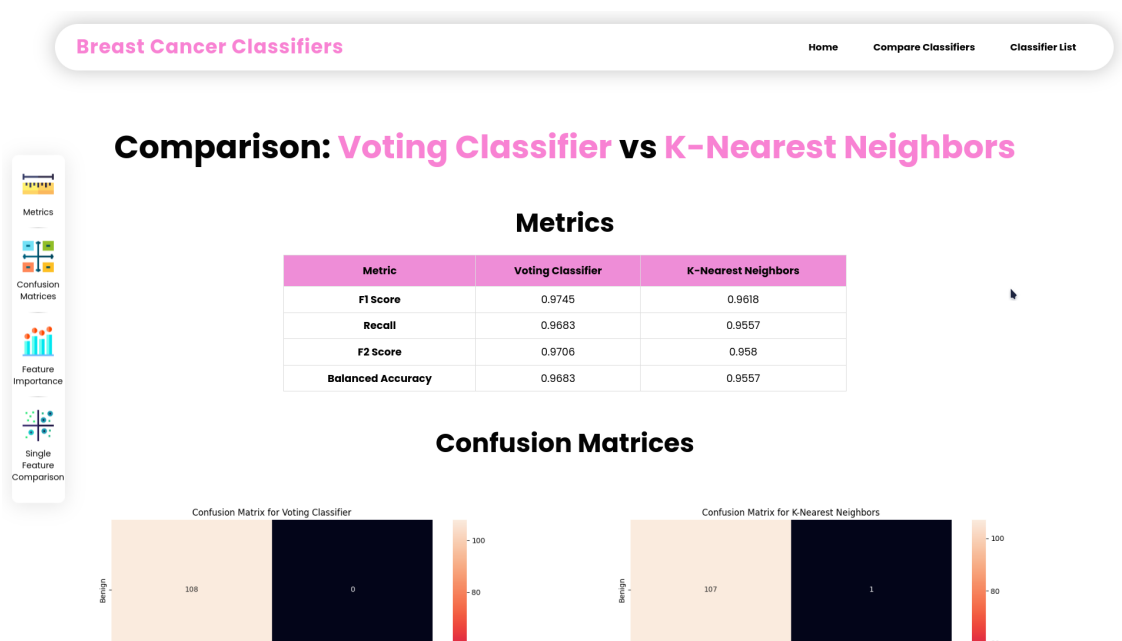 Breast Cancer Classifiers
Home Compare Classifiers Classifier List
Comparison: Voting Classifier vs K-Nearest Neighbors
Metrics
Confusion
Matrices
Feature
Importance
Single
Feature
Comparison
Metrics
Metric Voting Classifier K-Nearest Neighbors
F1 Score 0.9745 0.9618
Recall 0.9683 0.9557
F2 Score 0.9706 0.958
Balanced Accuracy 0.9683 0.9557
Confusion Matrices
Confusion Matrix for Voting Classifier
Benign
108 0
100
80
Confusion Matrix for K-Nearest Neighbors
Benign
107 1
100
80